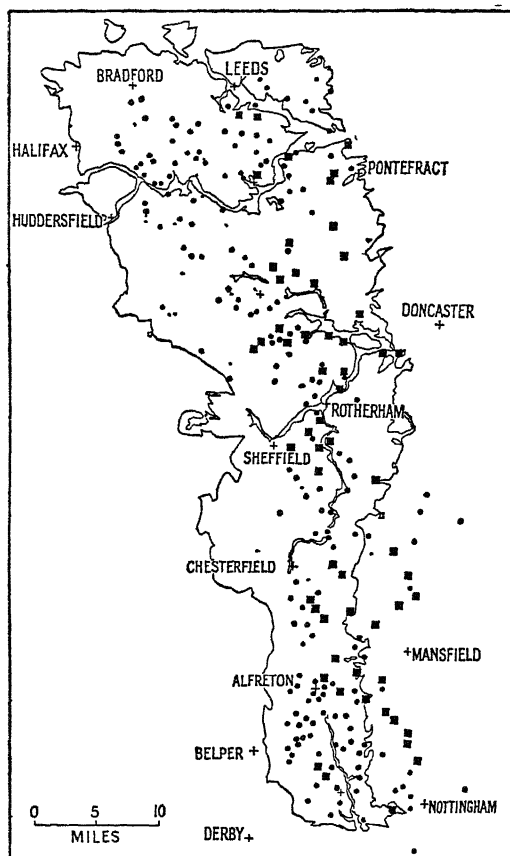 BRADFORD
LEEDS
HALIFAX
PONTEFRACT
HUDDERSFIELD
DONCASTER
ROTHERHAM
SHEFFIELD
CHESTERFIELD
MANSFIELD
ALFRETON
BELPER
NOTTINGHAM
0 5 10
MILES
DERBY